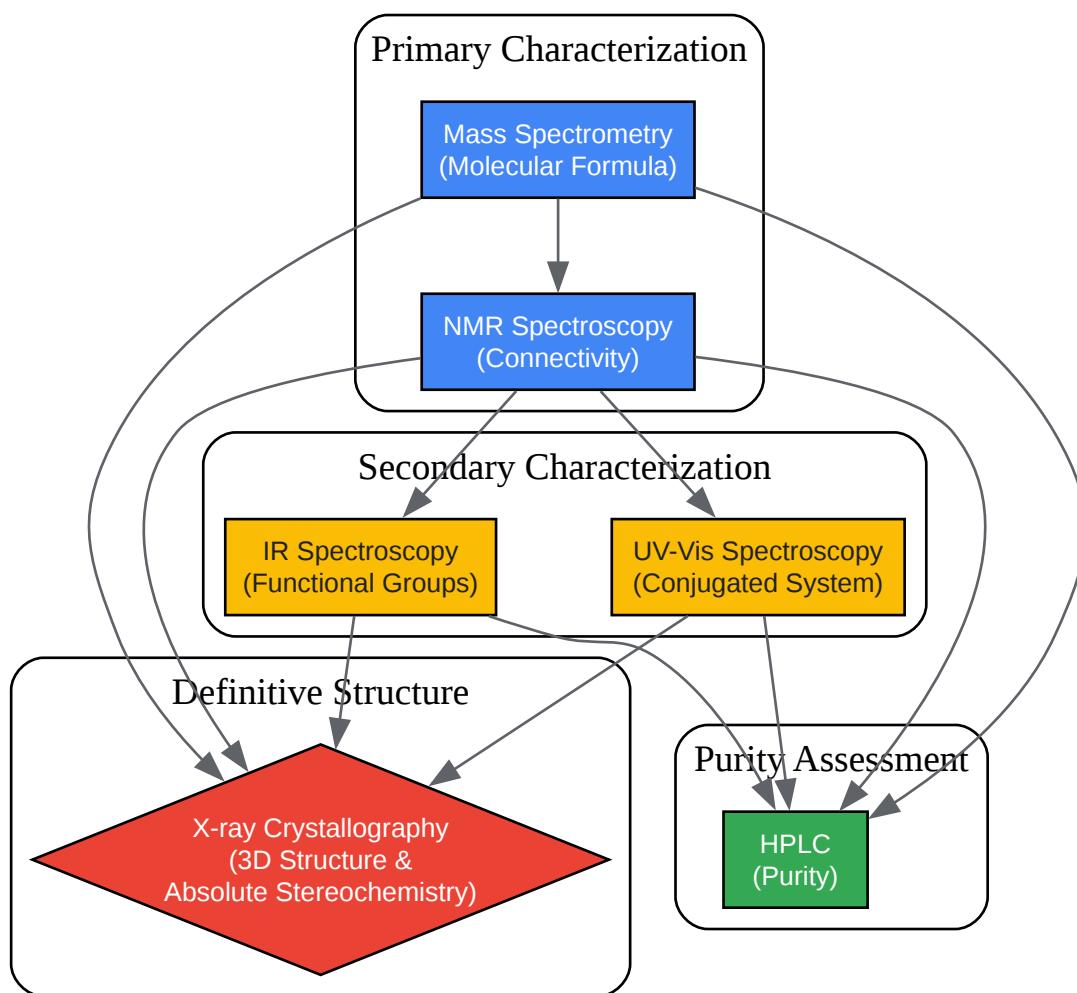 Primary Characterization
Mass Spectrometry
(Molecular Formula)
NMR Spectroscopy
(Connectivity)
Secondary Characterization
IR Spectroscopy
(Functional Groups)
UV-Vis Spectroscopy
(Conjugated System)
Definitive Structure
X-ray Crystallography
(3D Structure &
Absolute Stereochemistry)
Purity Assessment
HPLC
(Purity)